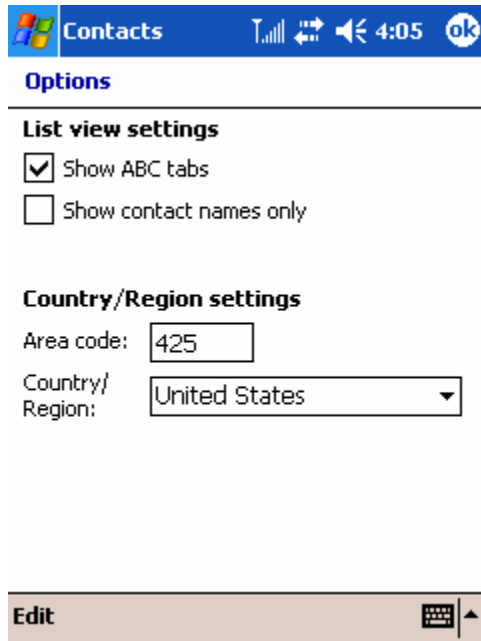 Contacts 4:05 ok
Options
List view settings
Show ABC tabs
Show contact names only
Country/Region settings
Area code: 425
Country/
Region: United States
Edit